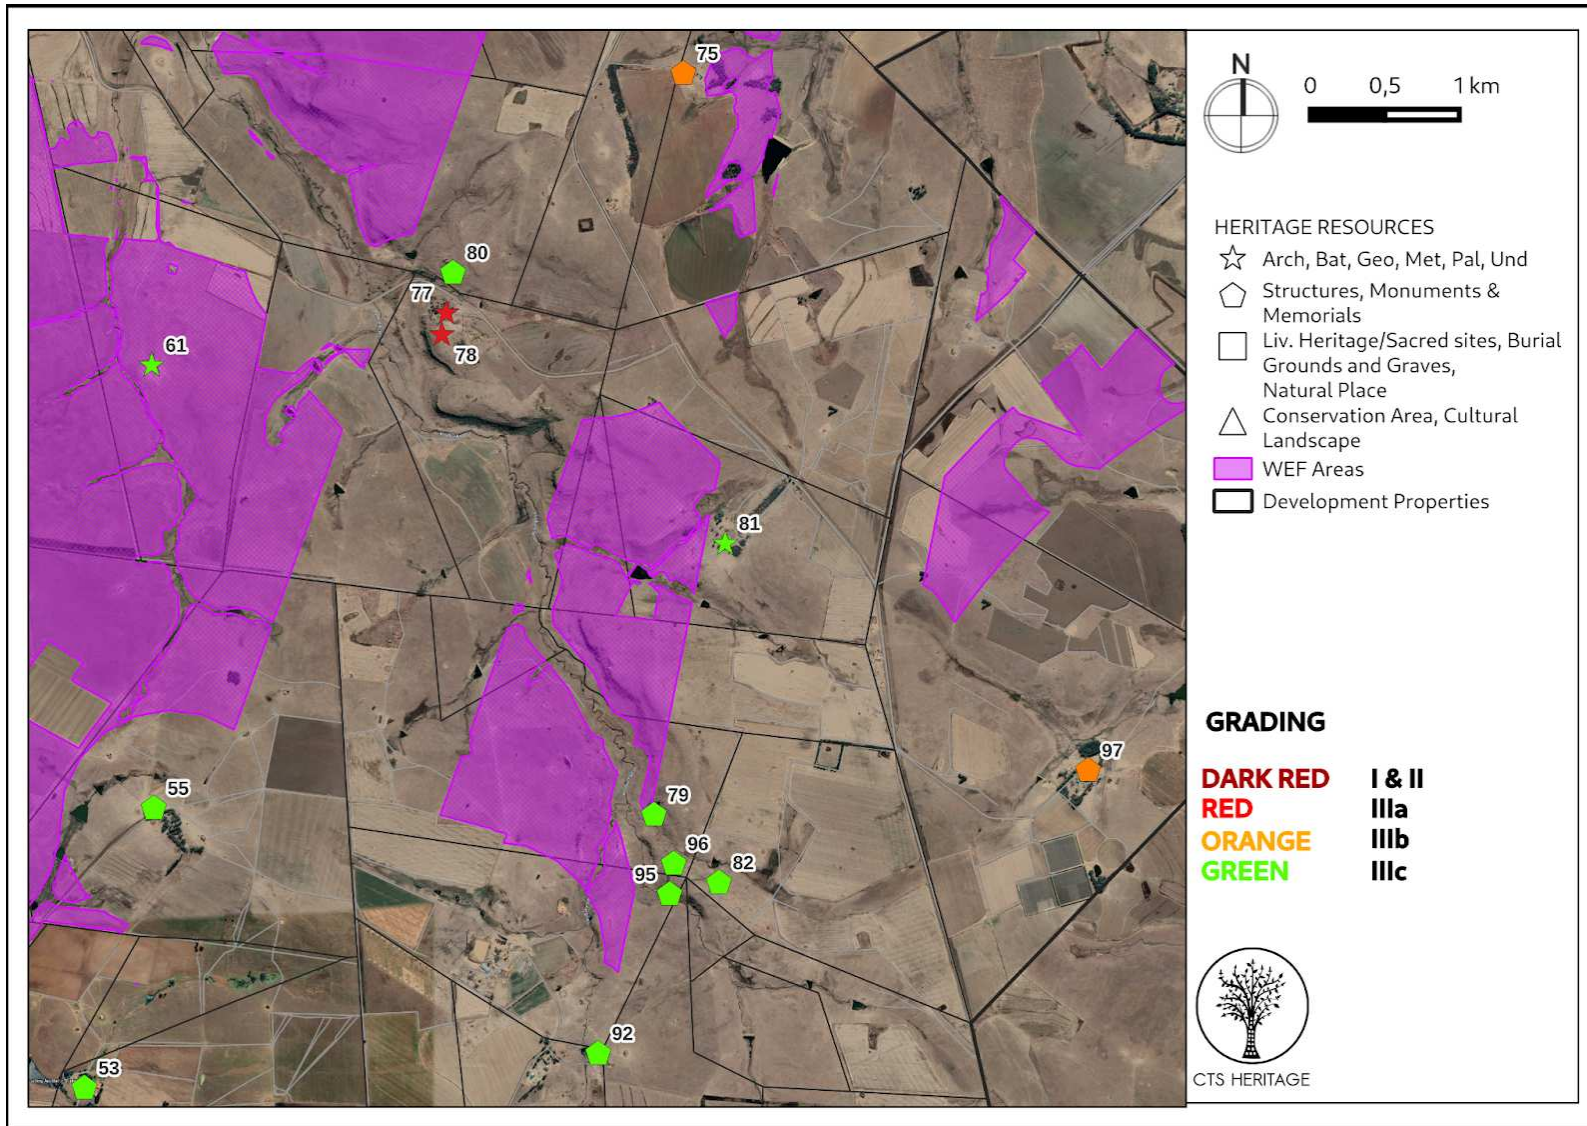 75
80
77
78
61
81
97
55
79
96
82
95
92
53
N
0 0,5 1 km
HERITAGE RESOURCES
Arch, Bat, Geo, Met, Pal, Und
Structures, Monuments &
Memorials
Liv. Heritage/Sacred sites, Burial
Grounds and Graves,
Natural Place
Conservation Area, Cultural
Landscape
WEF Areas
Development Properties
GRADING
DARK RED I & II
RED IIIa
ORANGE IIIb
GREEN IIIc
CTS HERITAGE